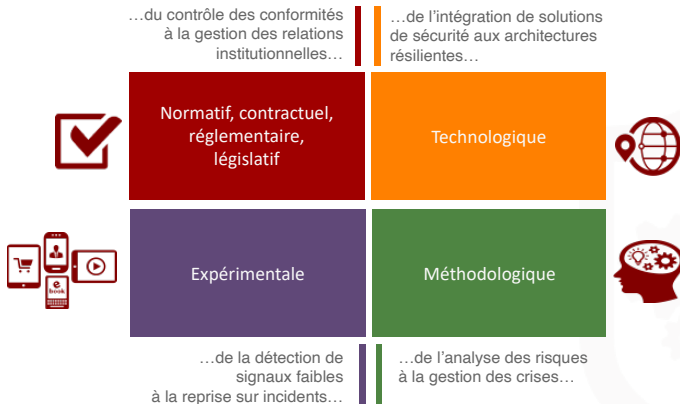 …du contrôle des conformités
à la gestion des relations
institutionnelles…
…de l'intégration de solutions
de sécurité aux architectures
résilientes…
Normatif, contractuel,
réglementaire,
législatif
Technologique
Expérimentale
Méthodologique
e
book
…de la détection de
signaux faibles
à la reprise sur incidents…
…de l'analyse des risques
à la gestion des crises…